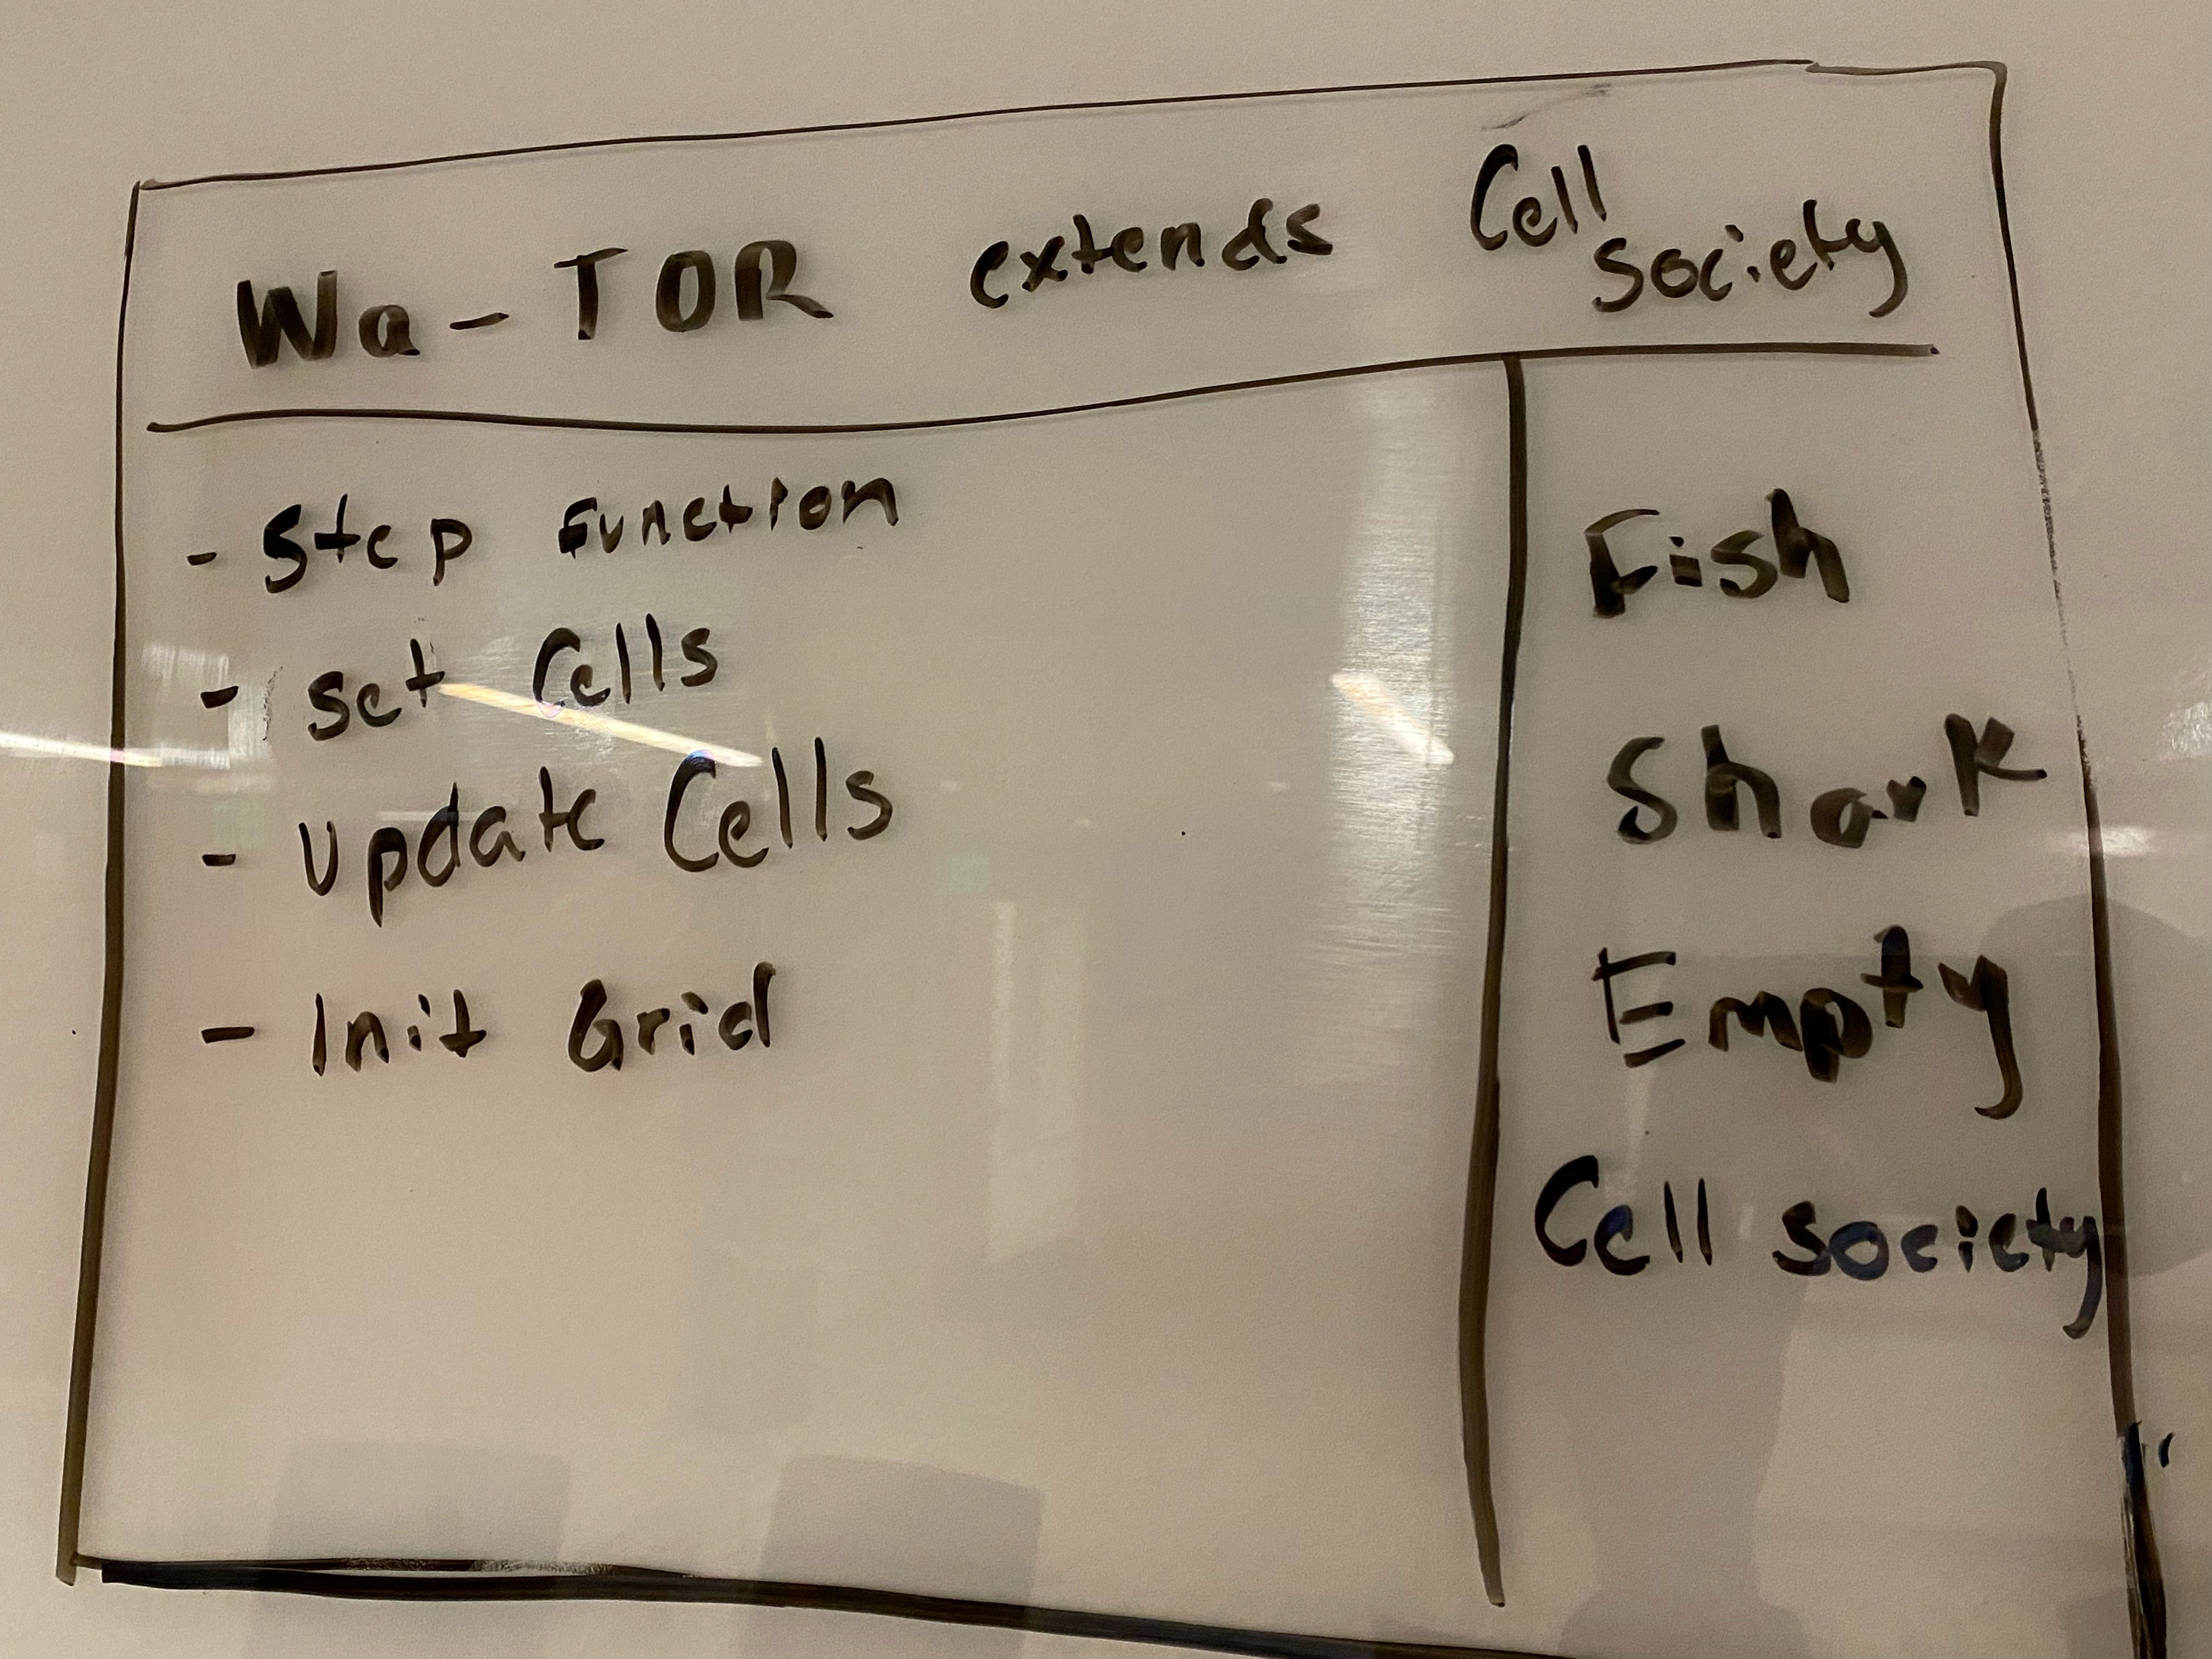 Wa-TOR extends Cell
Society
- Step Function
- Set Cells
- Update Cells
- Init Grid
Fish
Shark
Empty
Cell society